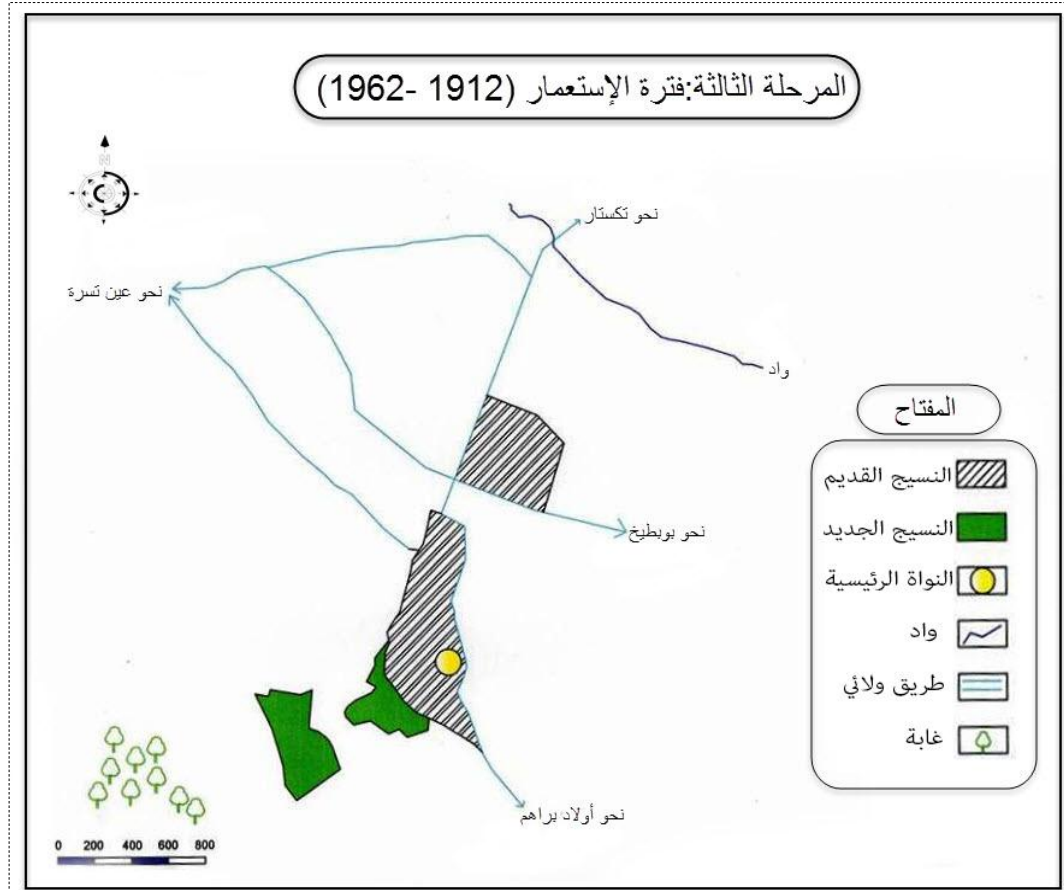 المرحلة الثالثة:فترة الإستعمار (1912 -1962)
N
نحو تكستار
نحو عين تسرة
واد
نحو بوبطيخ
نحو أولاد براهم
المفتاح
النسيج القديم
النسيج الجديد
النواة الرئيسية
واد
طريق ولائي
غابة
0 200 400 600 800